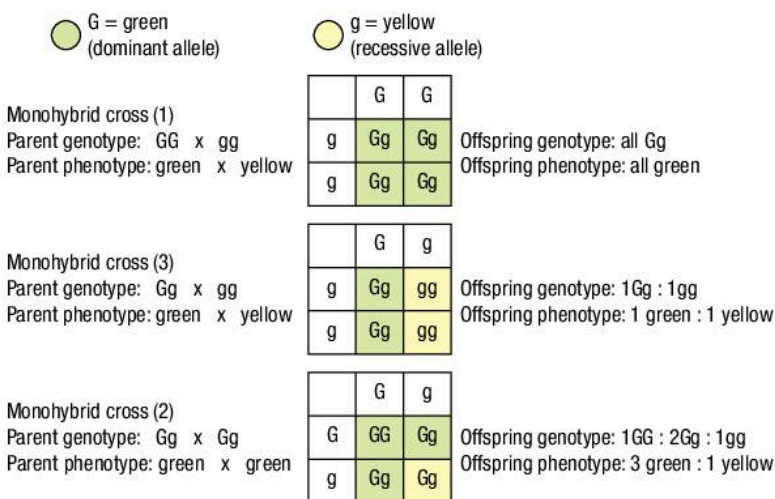 G = green
(dominant allele)
g = yellow
(recessive allele)
Monohybrid cross (1)
Parent genotype: GG x gg
Parent phenotype: green x yellow
G G
g Gg Gg
g Gg Gg
Offspring genotype: all Gg
Offspring phenotype: all green
Monohybrid cross (3)
Parent genotype: Gg x gg
Parent phenotype: green x yellow
G g
g Gg gg
g Gg gg
Offspring genotype: 1Gg : 1gg
Offspring phenotype: 1 green : 1 yellow
Monohybrid cross (2)
Parent genotype: Gg x Gg
Parent phenotype: green x green
G g
G GG Gg
g Gg Gg
Offspring genotype: 1GG : 2Gg : 1gg
Offspring phenotype: 3 green : 1 yellow